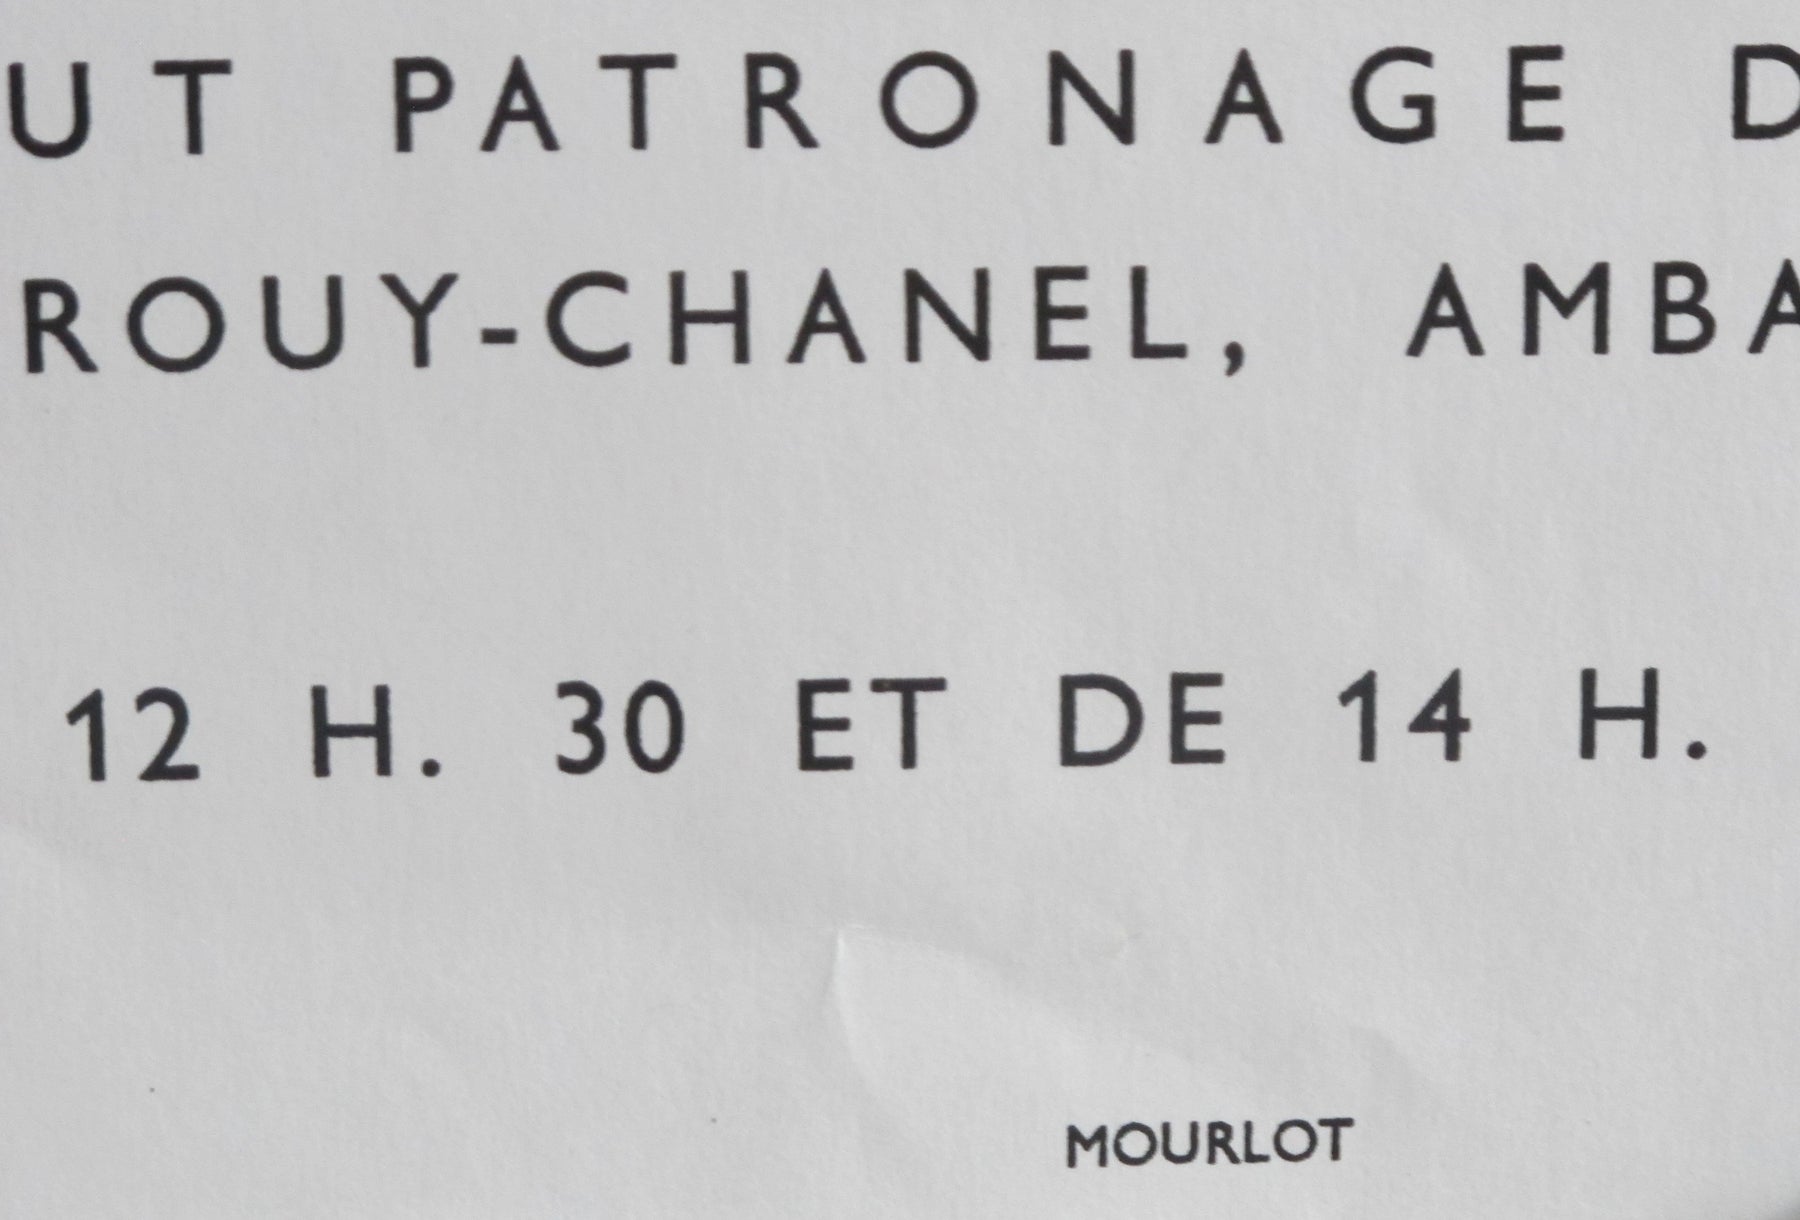 UT PATRONAGE D
ROUY-CHANEL, AMBA
12 H. 30 ET DE 14 H.
MOURLOT